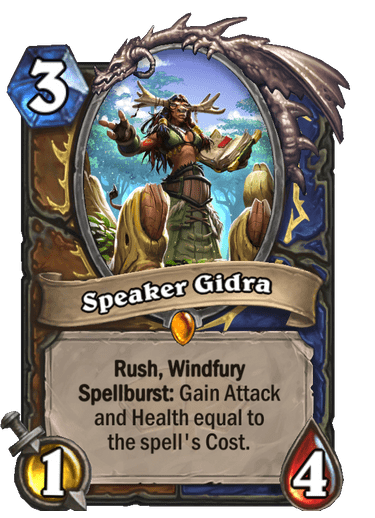 3
Speaker Gidra
Rush, Windfury
Spellburst: Gain Attack
and Health equal to
the spell's Cost.
1
4